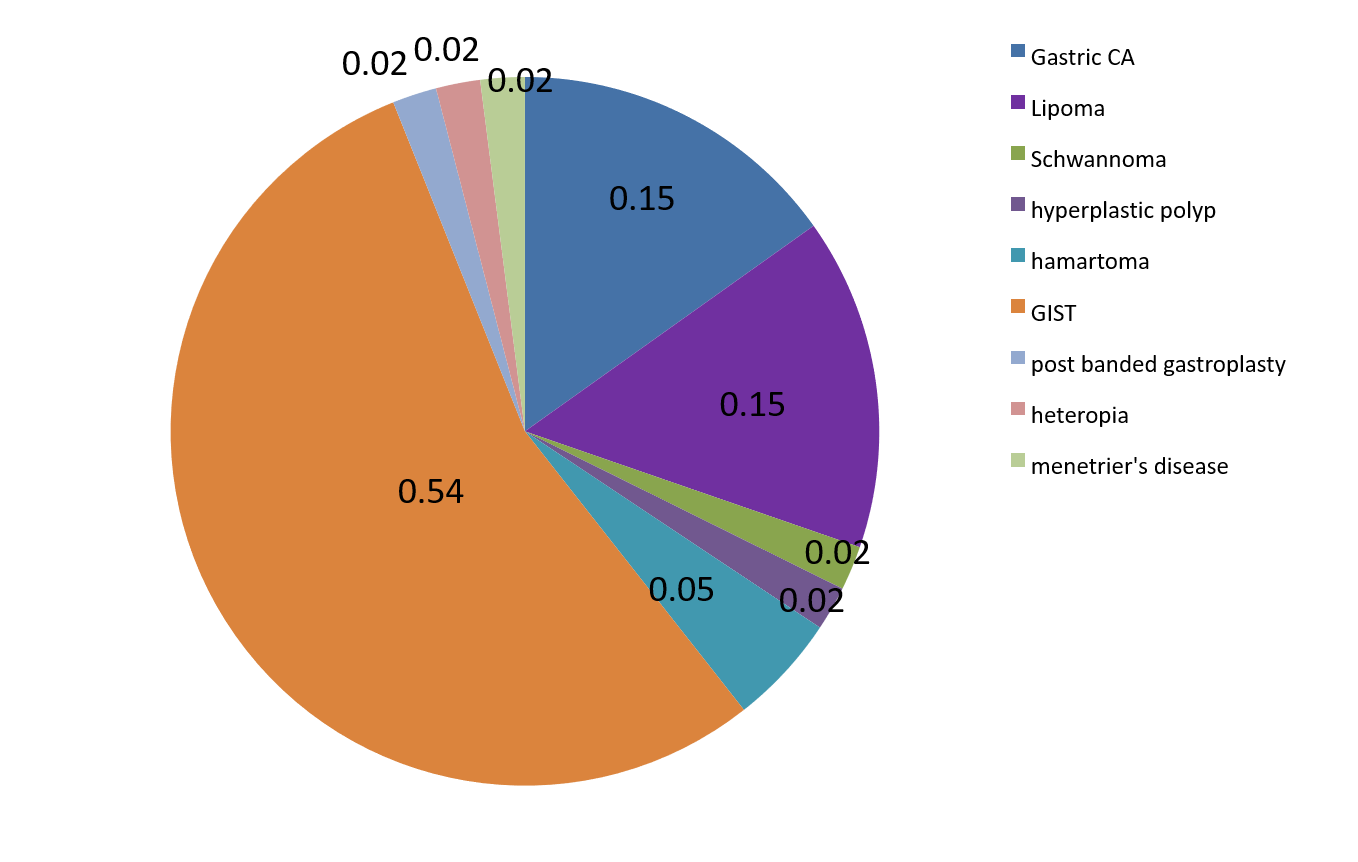 0.02
0.02
0.02
0.15
0.15
0.54
0.02
0.05
0.02
Gastric CA
Lipoma
Schwannoma
hyperplastic polyp
hamartoma
GIST
post banded gastroplasty
heteropia
menetrier's disease